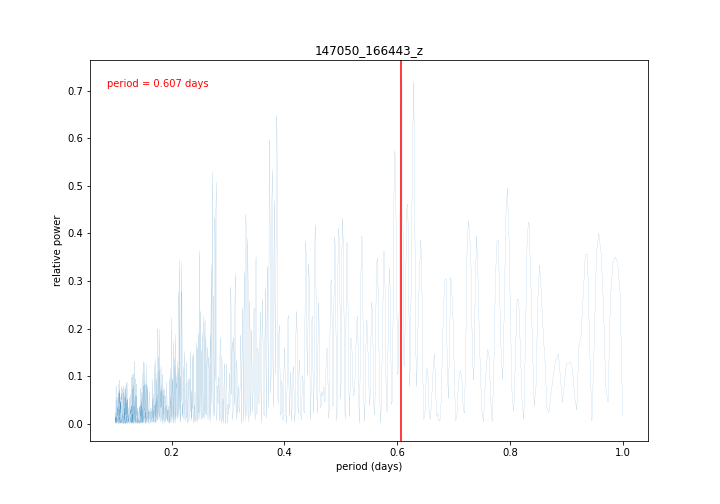 147050_166443_z
period = 0.607 days
relative power
0.7
0.6
0.5
0.4
0.3
0.2
0.1
0.0
0.2 0.4 0.6 0.8 1.0
period (days)